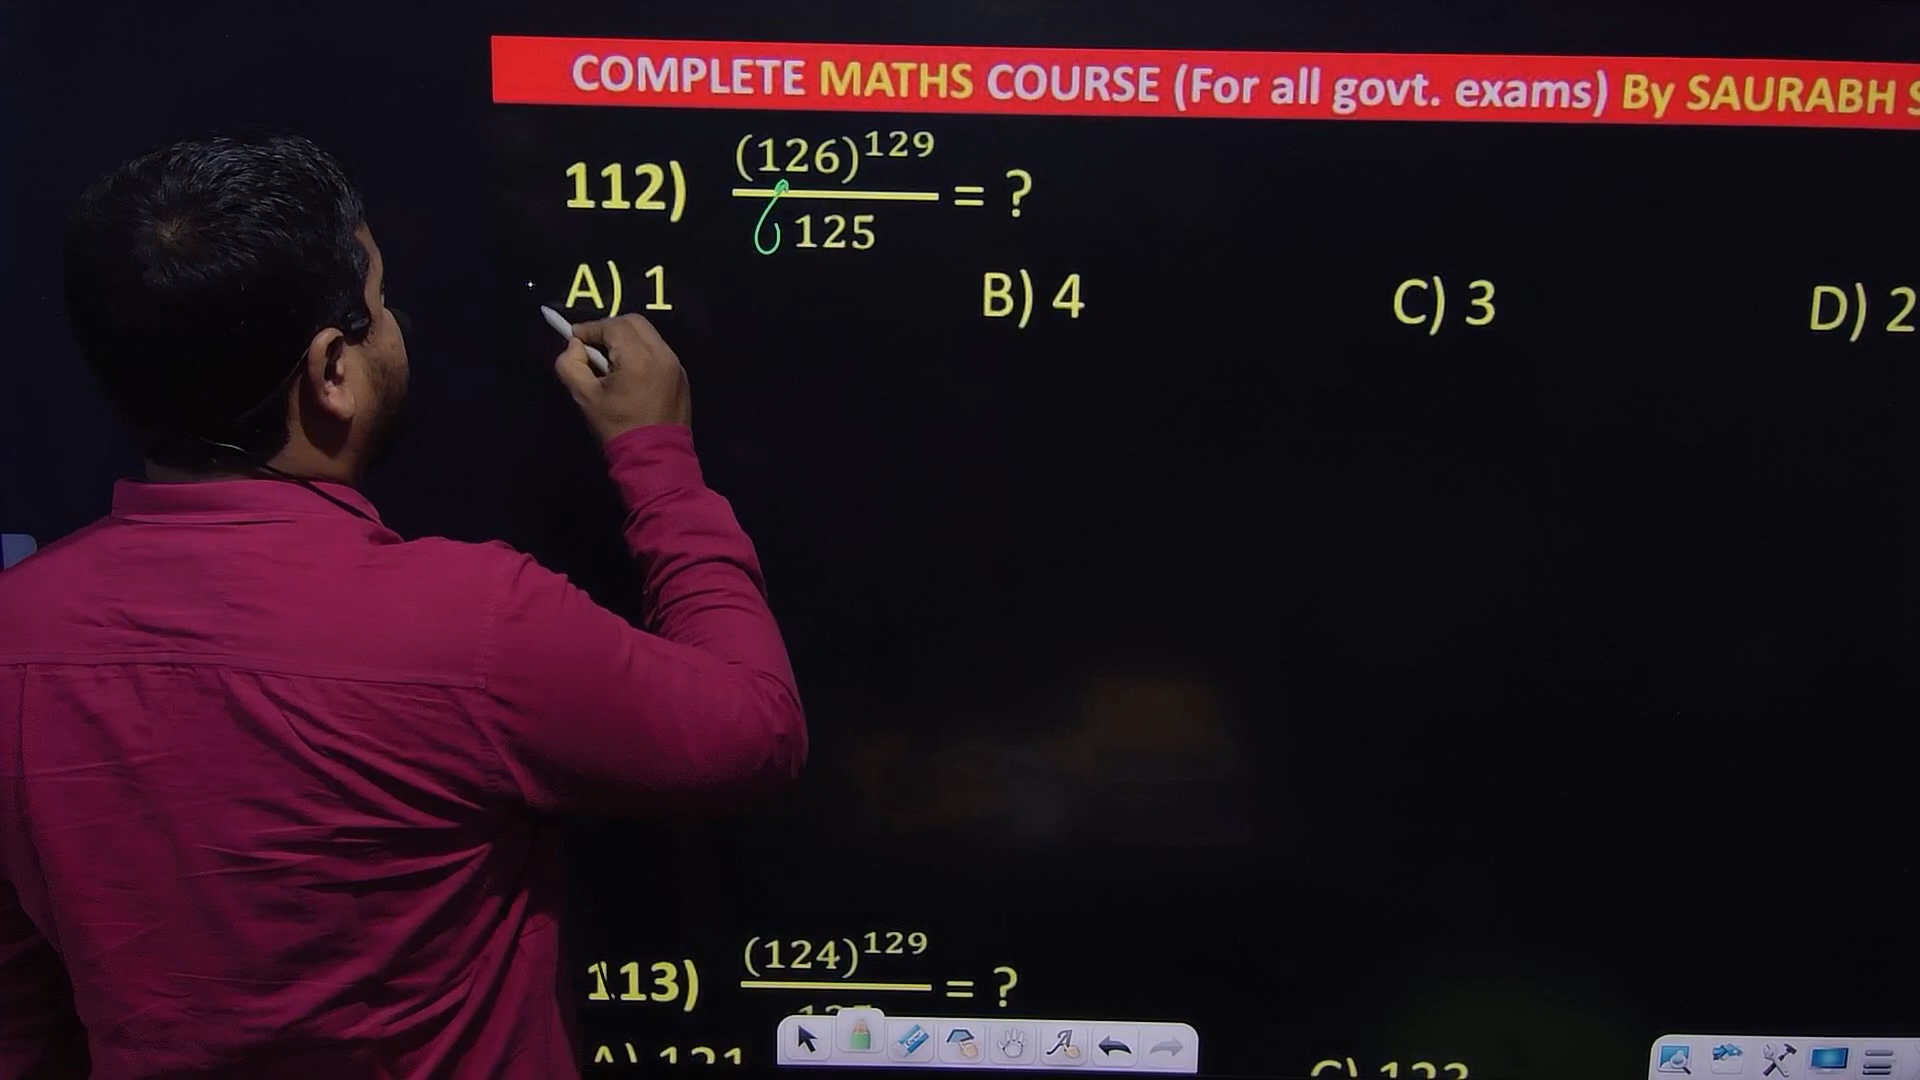 COMPLETE MATHS COURSE (For all govt. exams) By SAURABH
112) (126)^129 / 125 = ?
A) 1 B) 4 C) 3 D) 2
113) (124)^129 = ?